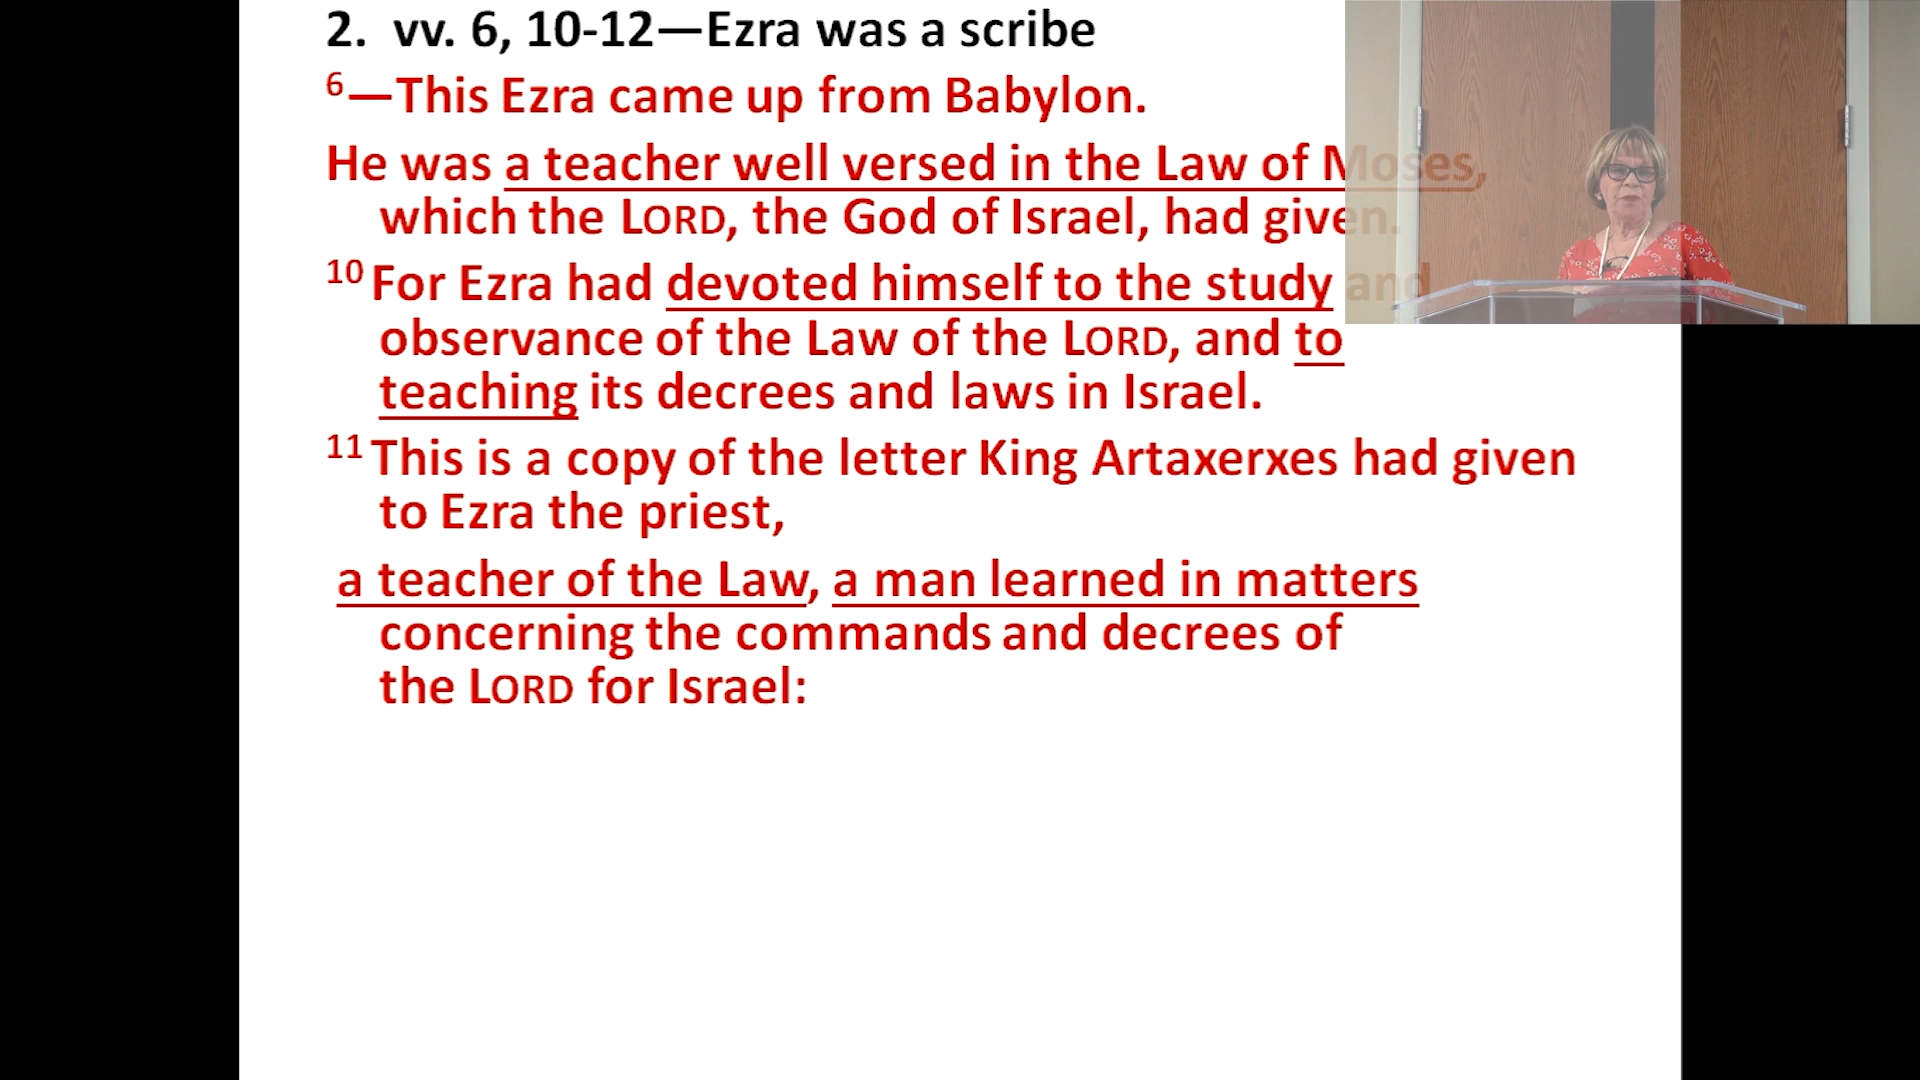 2. vv. 6, 10-12—Ezra was a scribe
6—This Ezra came up from Babylon.
He was a teacher well versed in the Law of Moses,
which the LORD, the God of Israel, had given.
10 For Ezra had devoted himself to the study and
observance of the Law of the LORD, and to
teaching its decrees and laws in Israel.
11 This is a copy of the letter King Artaxerxes had given
to Ezra the priest,
a teacher of the Law, a man learned in matters
concerning the commands and decrees of
the LORD for Israel: